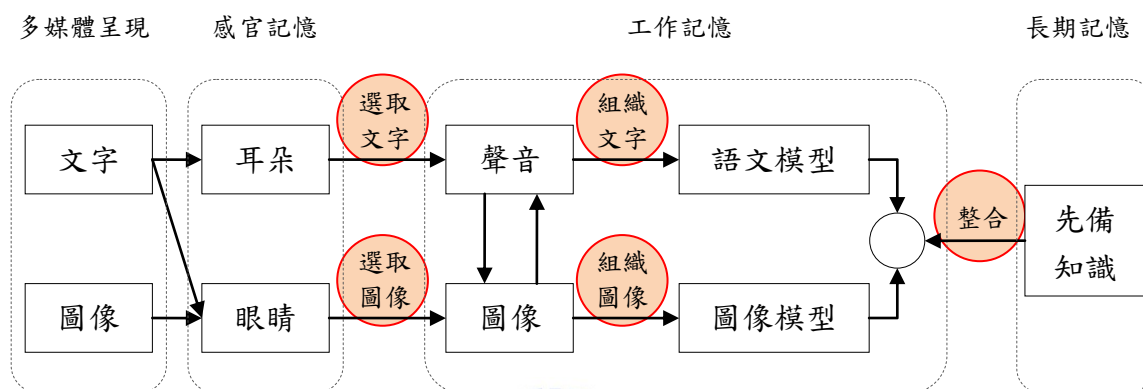 多媒體呈現
感官記憶
工作記憶
長期記憶
選取
文字
組織
文字
文字
耳朵
聲音
語文模型
整合
先備
知識
選取
圖像
組織
圖像
圖像
眼睛
圖像
圖像模型